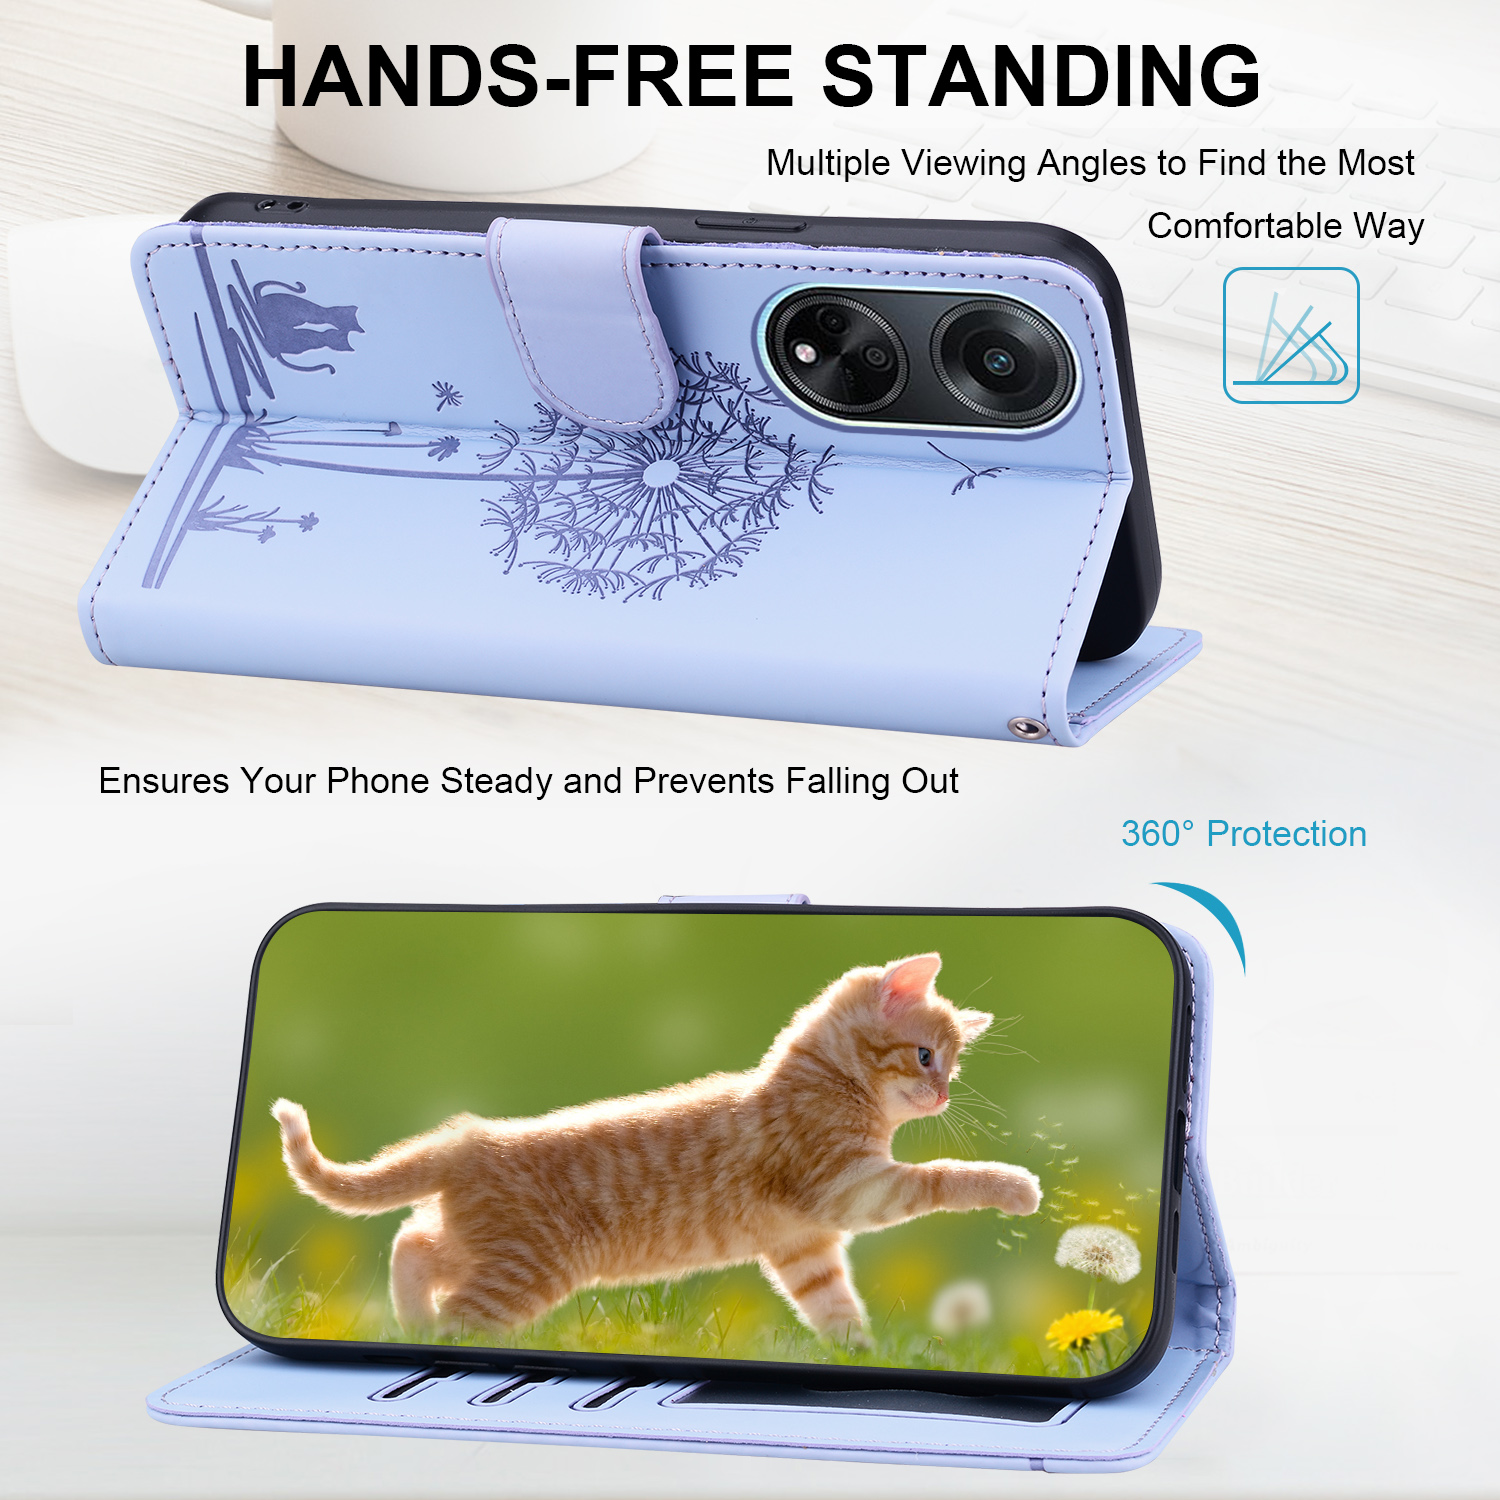 HANDS-FREE STANDING
Multiple Viewing Angles to Find the Most
Comfortable Way
Ensures Your Phone Steady and Prevents Falling Out
360° Protection